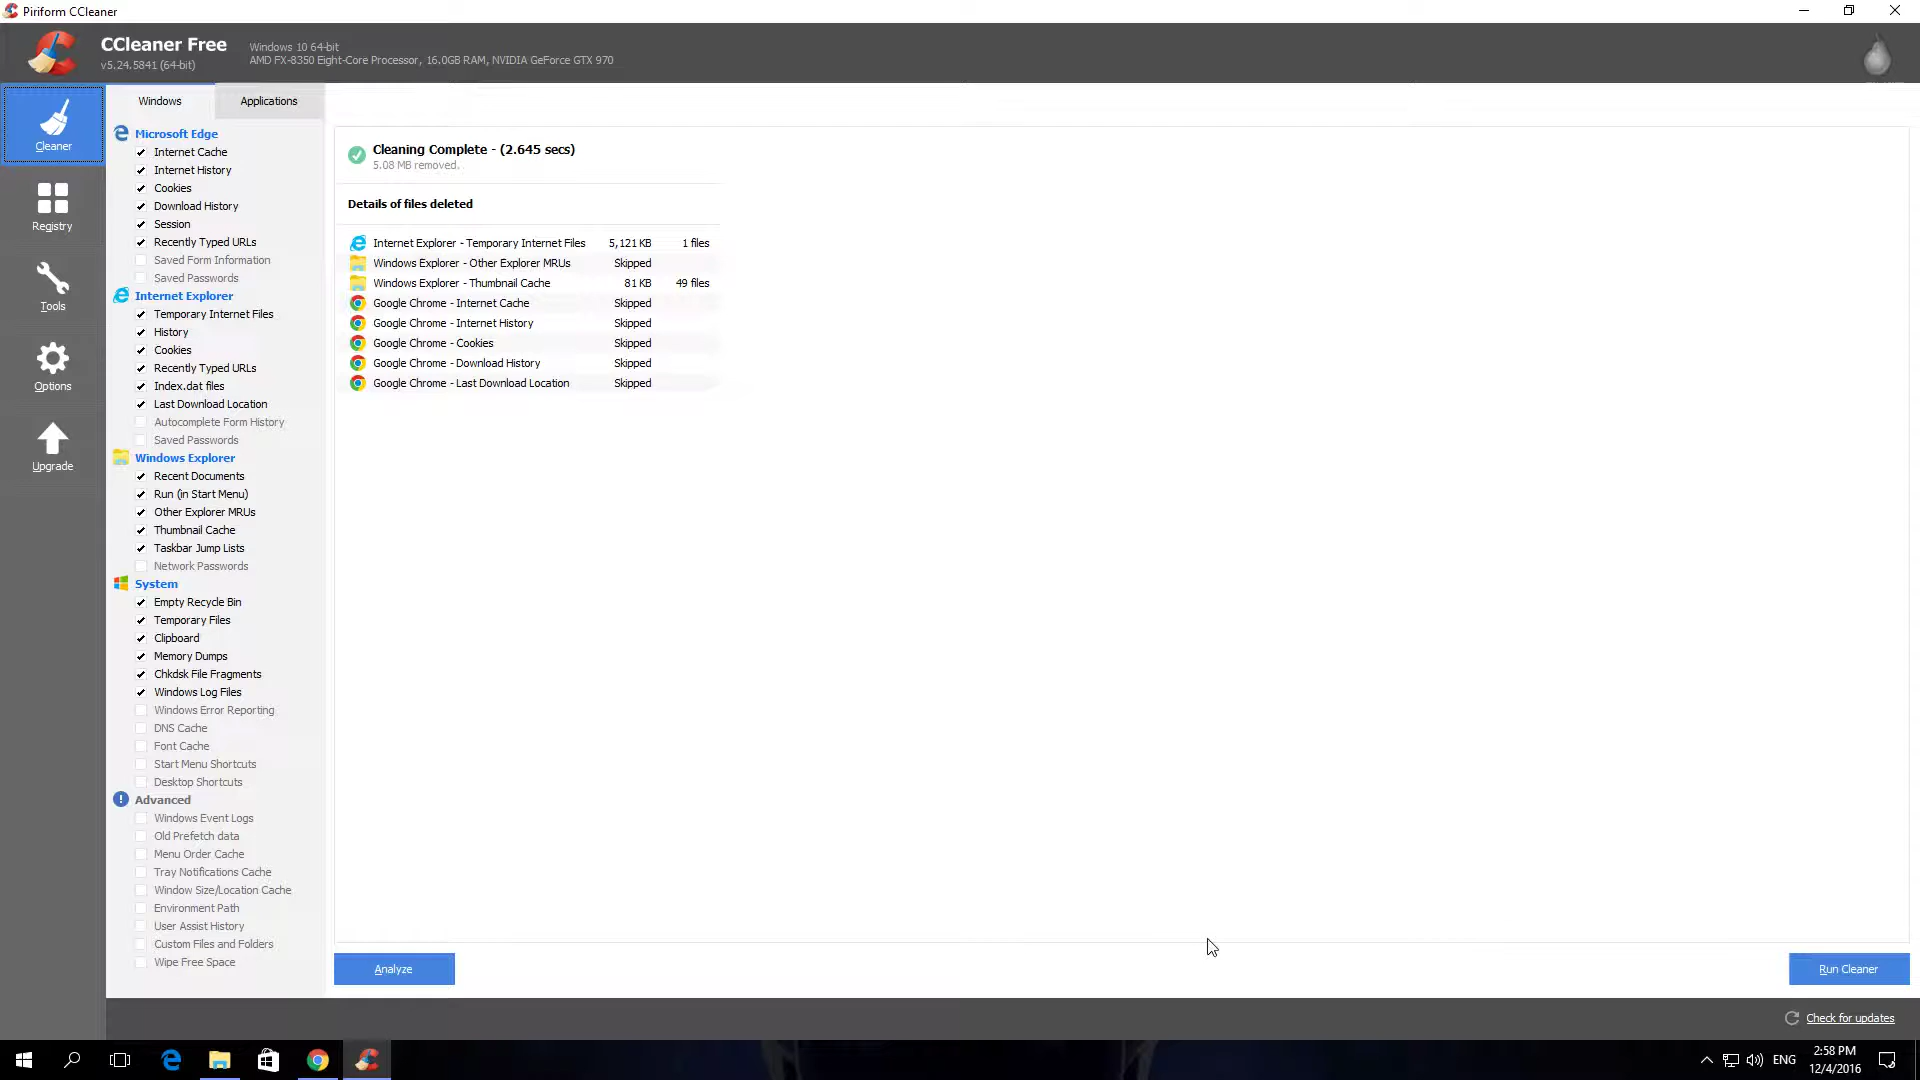 Piriform CCleaner
CCleaner Free
v5.24.5841 (64-bit)
Windows 10 64-bit
AMD FX-8350 Eight-Core Processor, 16.0GB RAM, NVIDIA GeForce GTX 970
Cleaner
Registry
Tools
Options
Upgrade
Windows
Applications
Microsoft Edge
Internet Cache
Internet History
Cookies
Download History
Session
Recently Typed URLs
Saved Form Information
Saved Passwords
Internet Explorer
Temporary Internet Files
History
Cookies
Recently Typed URLs
Index.dat files
Last Download Location
Autocomplete Form History
Saved Passwords
Windows Explorer
Recent Documents
Run (in Start Menu)
Other Explorer MRUs
Thumbnail Cache
Taskbar Jump Lists
Network Passwords
System
Empty Recycle Bin
Temporary Files
Clipboard
Memory Dumps
Chkdsk File Fragments
Windows Log Files
Windows Error Reporting
DNS Cache
Font Cache
Start Menu Shortcuts
Desktop Shortcuts
Advanced
Windows Event Logs
Old Prefetch data
Menu Order Cache
Tray Notifications Cache
Window Size/Location Cache
Environment Path
User Assist History
Custom Files and Folders
Wipe Free Space
Cleaning Complete - (2.645 secs)
5.08 MB removed.
Details of files deleted
Internet Explorer - Temporary Internet Files 5,121 KB 1 files
Windows Explorer - Other Explorer MRUs Skipped
Windows Explorer - Thumbnail Cache 81 KB 49 files
Google Chrome - Internet Cache Skipped
Google Chrome - Internet History Skipped
Google Chrome - Cookies Skipped
Google Chrome - Download History Skipped
Google Chrome - Last Download Location Skipped
Analyze
Run Cleaner
Check for updates
ENG
2:58 PM
12/4/2016